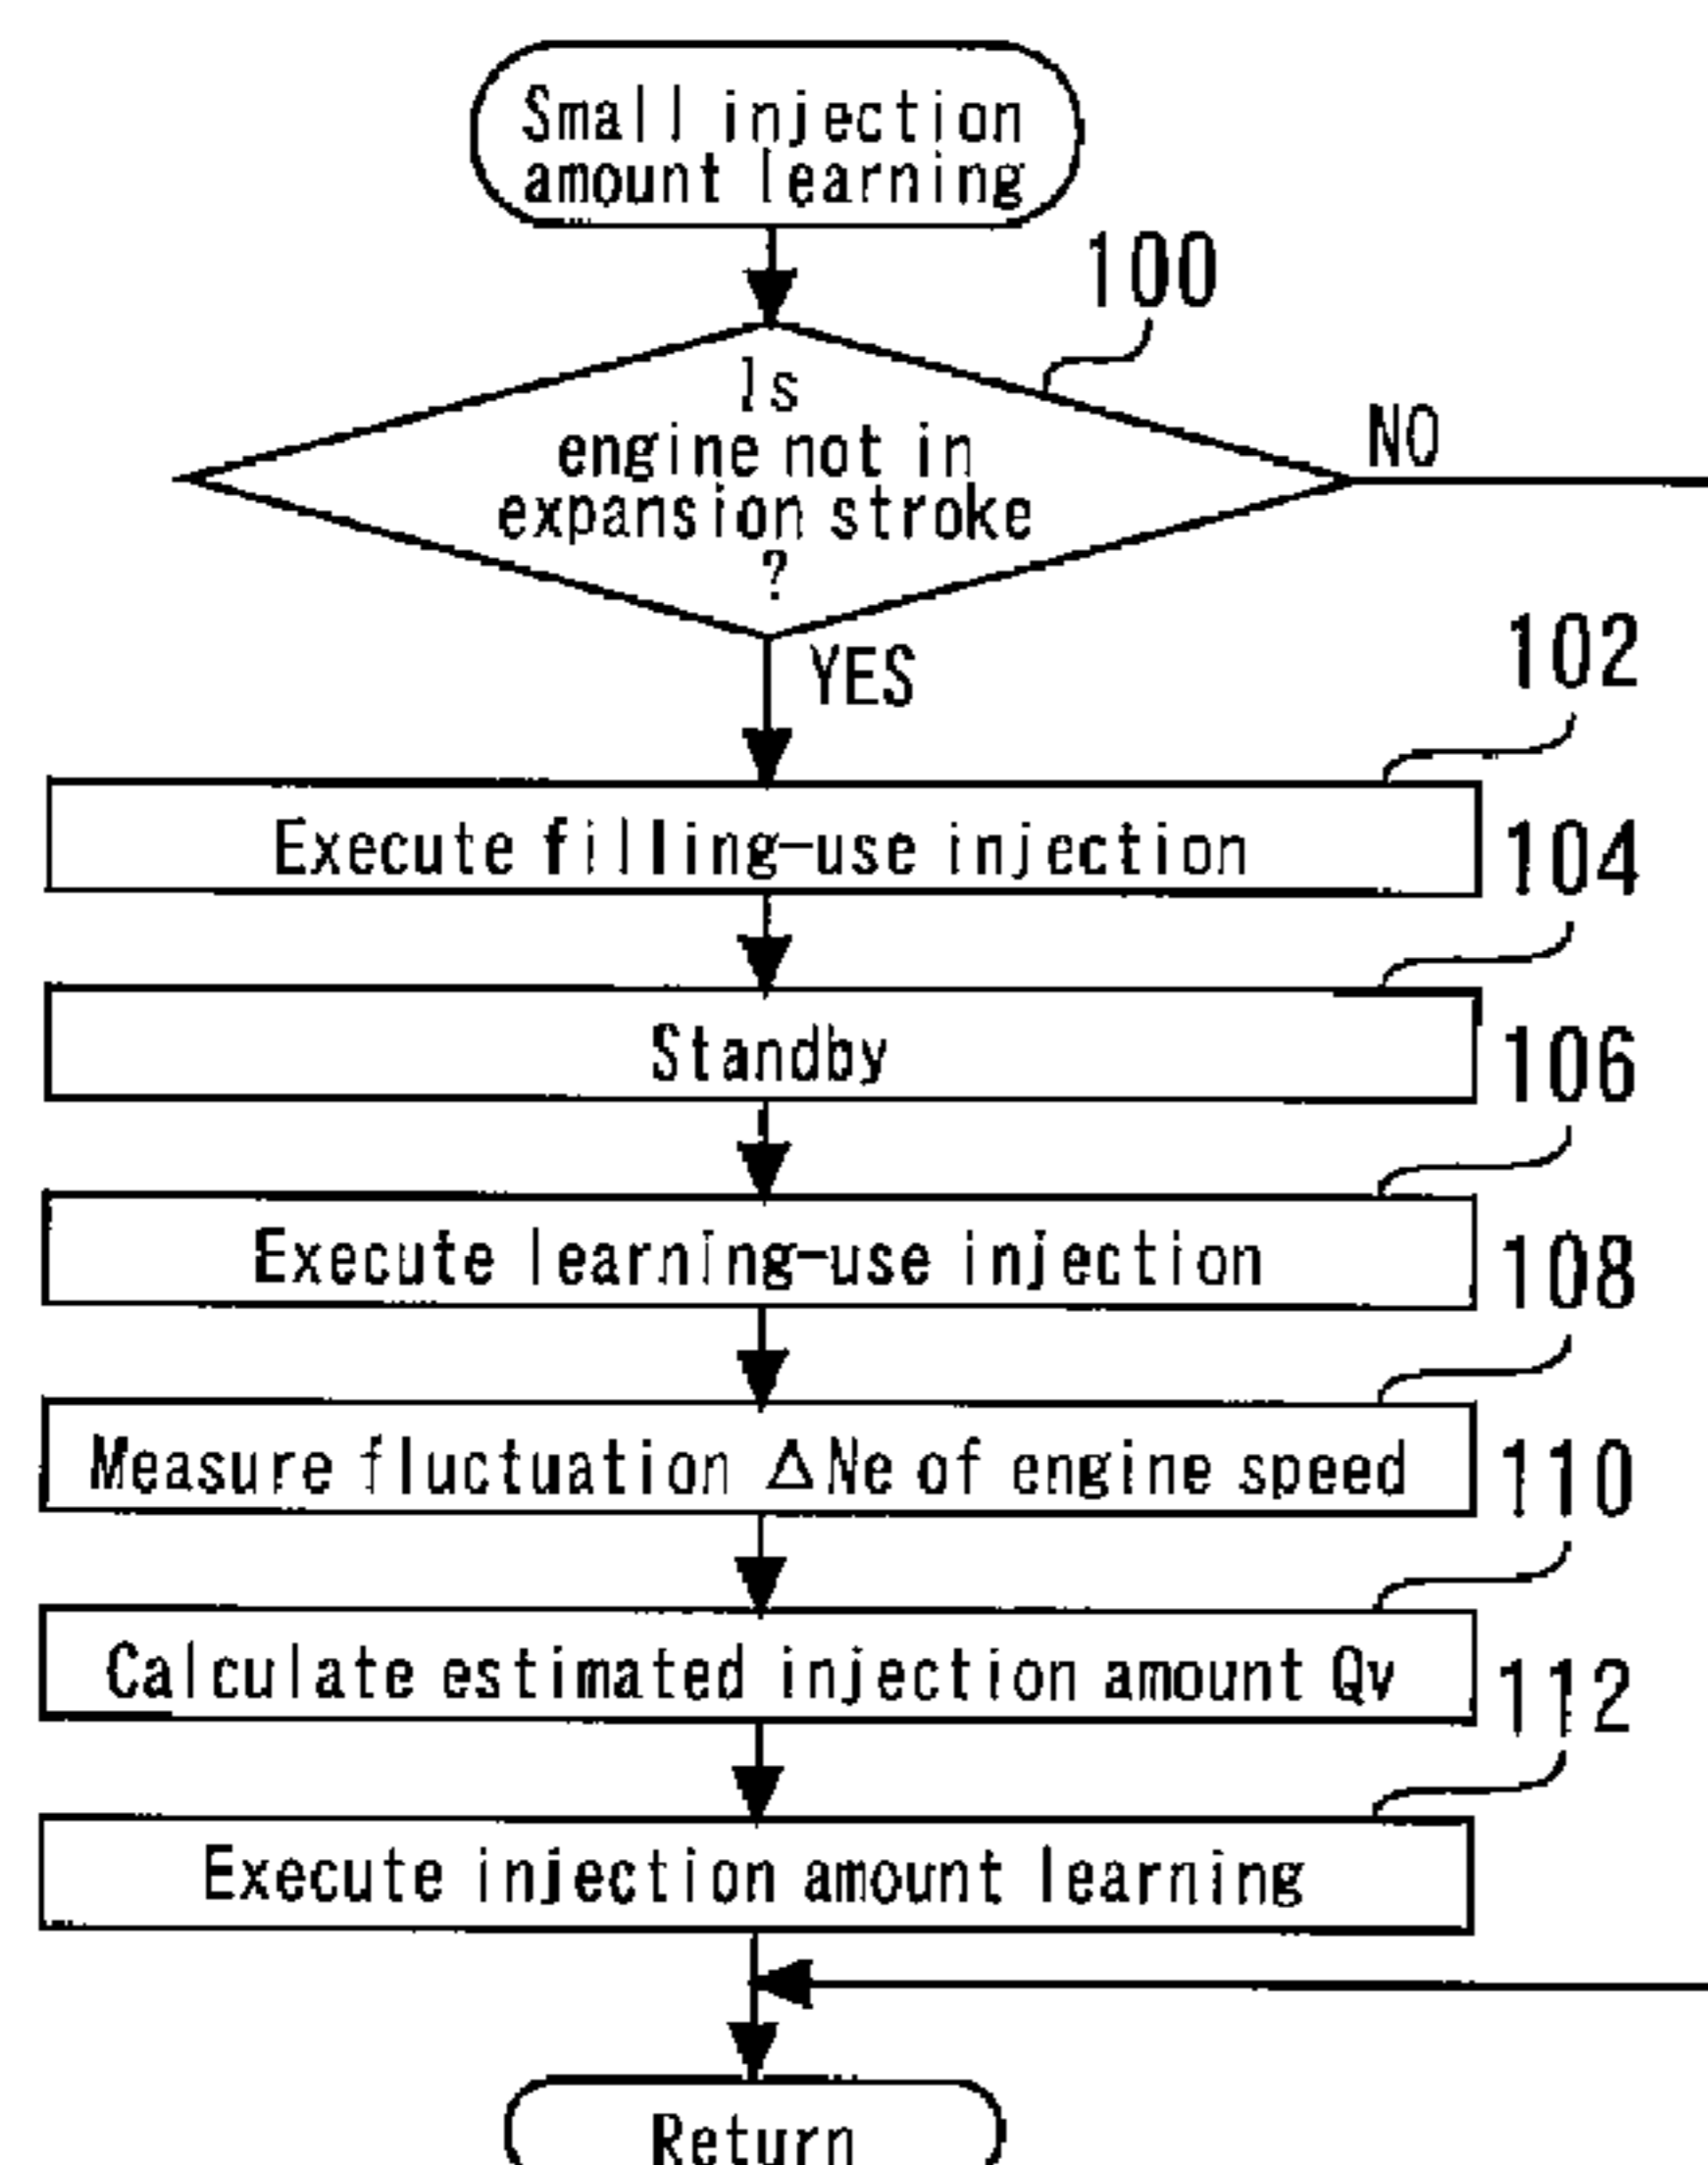 Small injection
amount learning
100
Is
engine not in
expansion stroke
?
NO
YES
102
Execute filling-use injection
104
Standby
106
Execute learning-use injection
108
Measure fluctuation ΔNe of engine speed
110
Calculate estimated injection amount Qv
112
Execute injection amount learning
Return